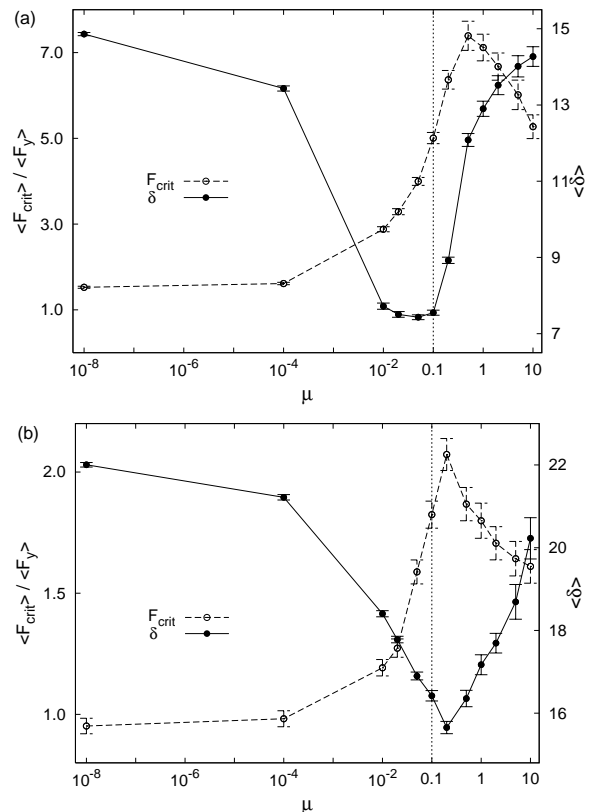 (a)
7.0
5.0
3.0
1.0
<F_crit> / <F_y>
F_crit
δ
15
13
11
9
7
<δ>
10^-8 10^-6 10^-4 10^-2 0.1 1 10
μ
(b)
2.0
1.5
1.0
<F_crit> / <F_y>
F_crit
δ
22
20
18
16
<δ>
10^-8 10^-6 10^-4 10^-2 0.1 1 10
μ